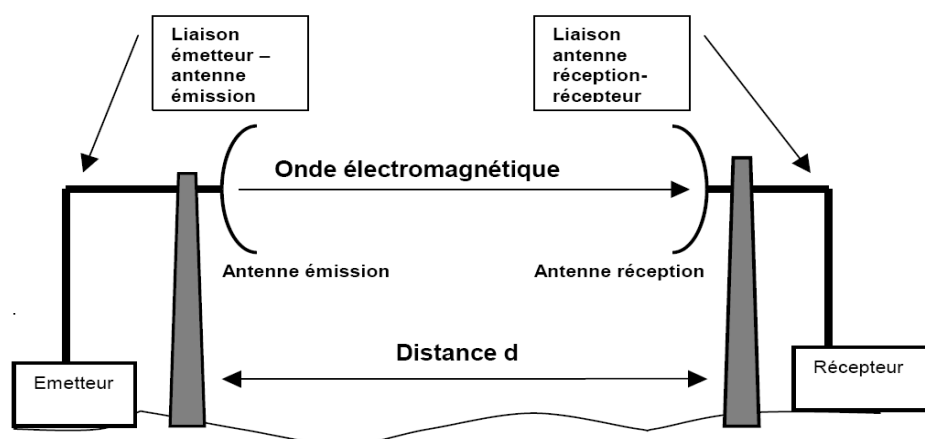 Liaison
émetteur –
antenne
émission
Liaison
antenne
réception-
récepteur
Onde électromagnétique
Antenne émission
Antenne réception
Distance d
Emetteur
Récepteur